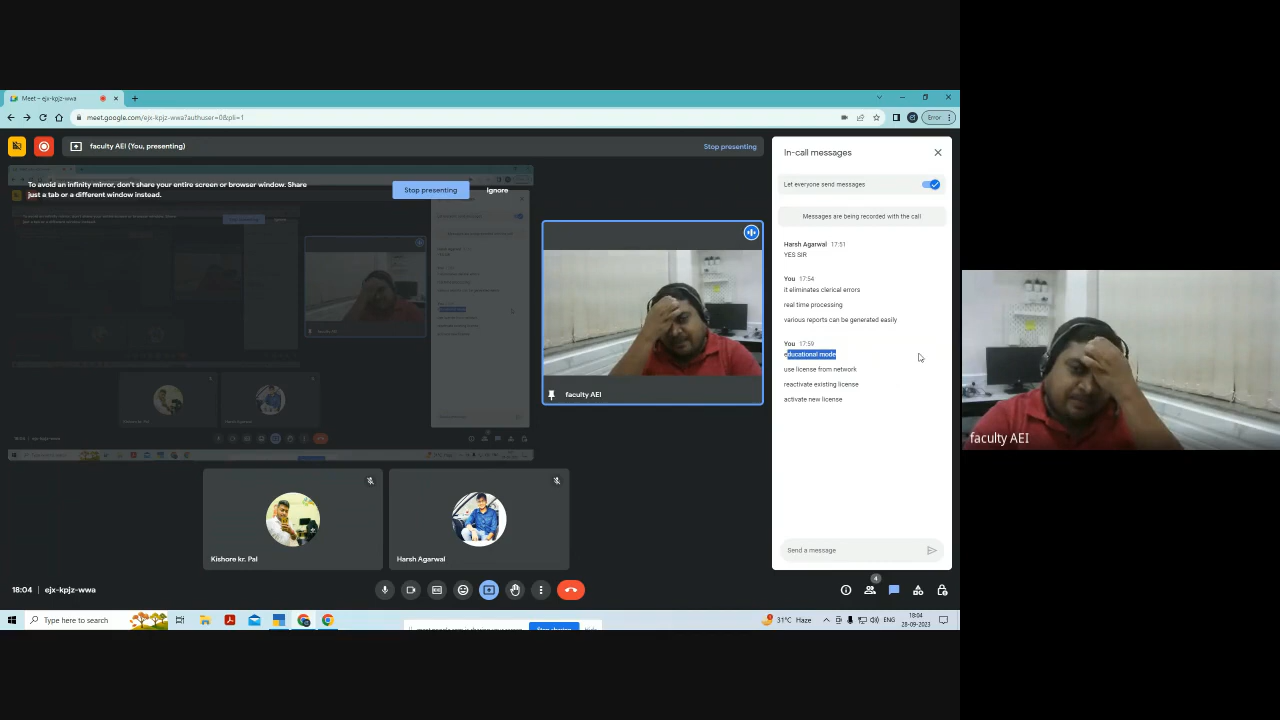 Meet – ejx-kpjz-wwa
meet.google.com/ejx-kpjz-wwa?authuser=0&pli=1
Error
faculty AEI (You, presenting)
Stop presenting
To avoid an infinity mirror, don't share your entire screen or browser window. Share
just a tab or a different window instead.
Stop presenting
Ignore
faculty AEI
Kishore kr. Pal
Harsh Agarwal
In-call messages
Let everyone send messages
Messages are being recorded with the call
Harsh Agarwal 17:51
YES SIR
You 17:54
it eliminates clerical errors
real time processing
various reports can be generated easily
You 17:59
educational mode
use license from network
reactivate existing license
activate new license
Send a message
faculty AEI
18:04 ejx-kpjz-wwa
4
Type here to search
31°C Haze
ENG
18:04
28-09-2023